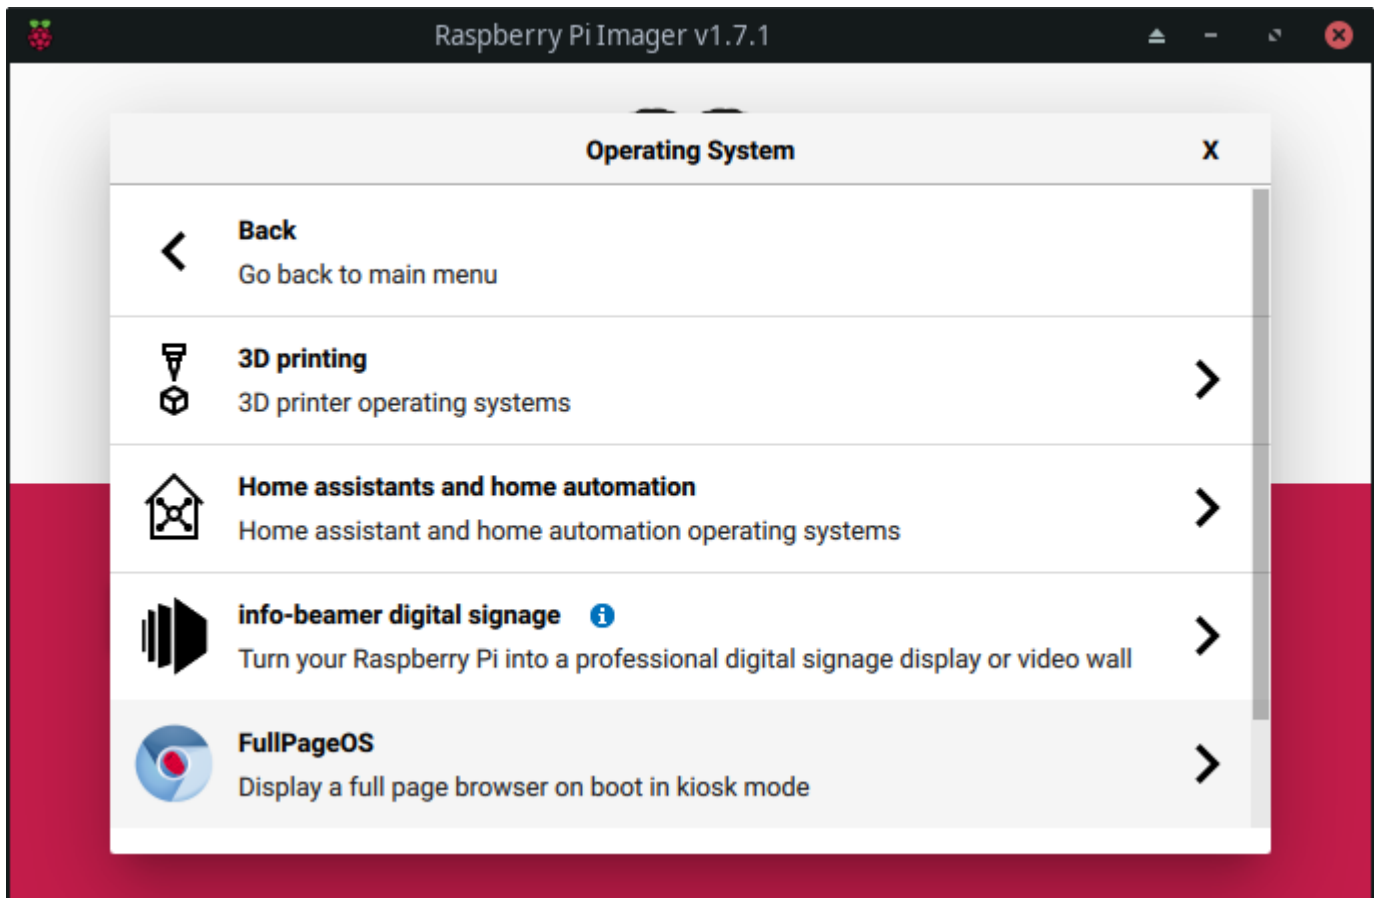 Raspberry Pi Imager v1.7.1
Operating System
X
Back
Go back to main menu
3D printing
3D printer operating systems
Home assistants and home automation
Home assistant and home automation operating systems
info-beamer digital signage
Turn your Raspberry Pi into a professional digital signage display or video wall
FullPageOS
Display a full page browser on boot in kiosk mode